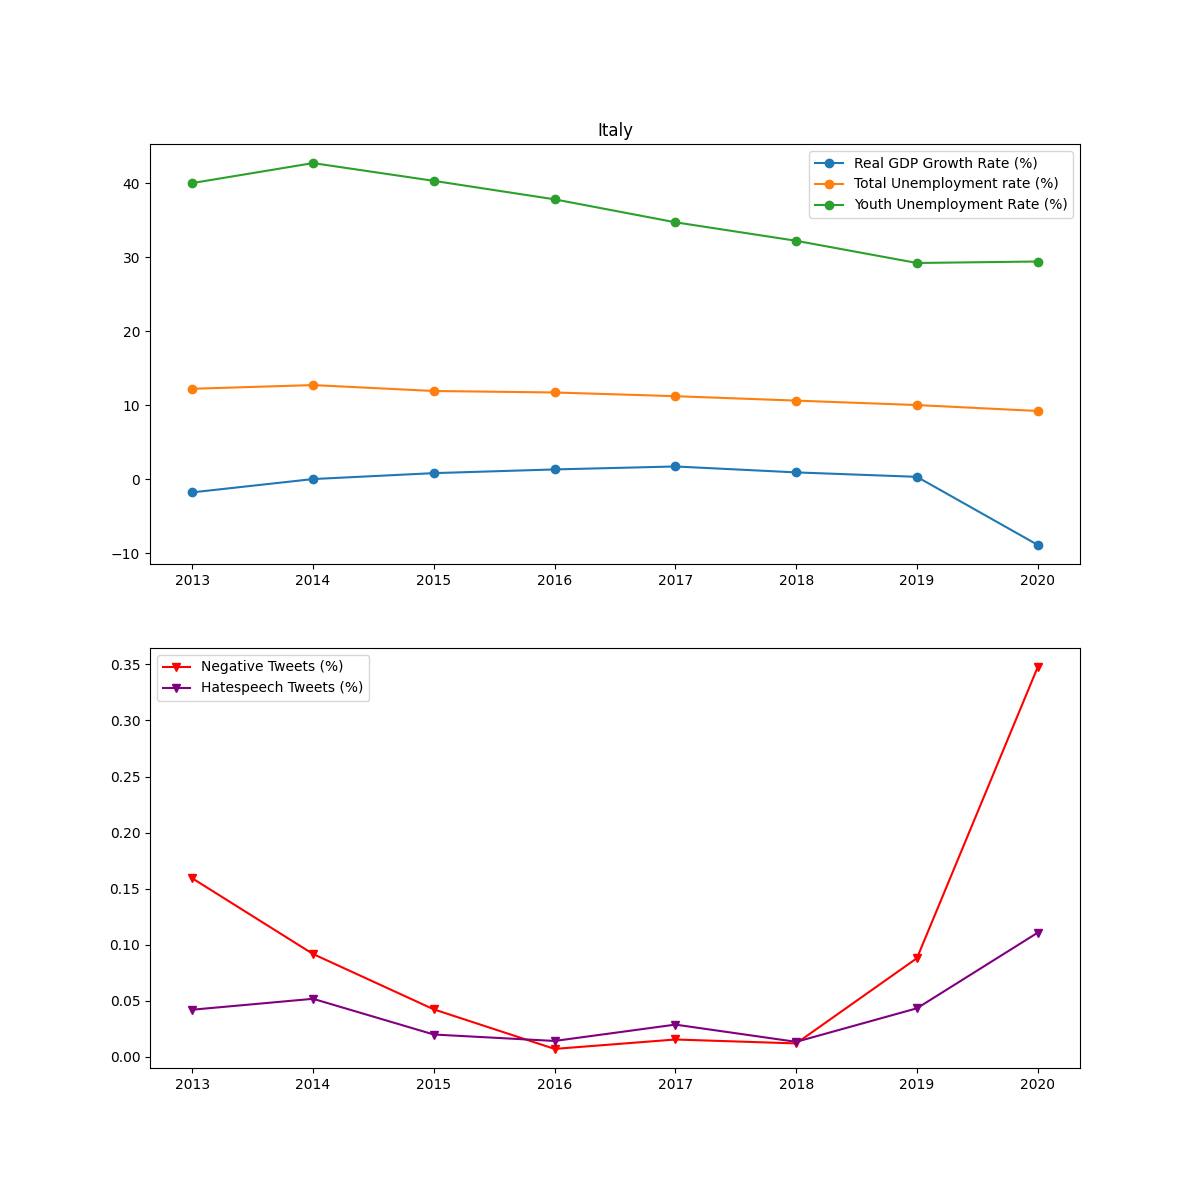 Italy
Real GDP Growth Rate (%)
Total Unemployment rate (%)
Youth Unemployment Rate (%)
40
30
20
10
0
−10
2013 2014 2015 2016 2017 2018 2019 2020
Negative Tweets (%)
Hatespeech Tweets (%)
0.35
0.30
0.25
0.20
0.15
0.10
0.05
0.00
2013 2014 2015 2016 2017 2018 2019 2020